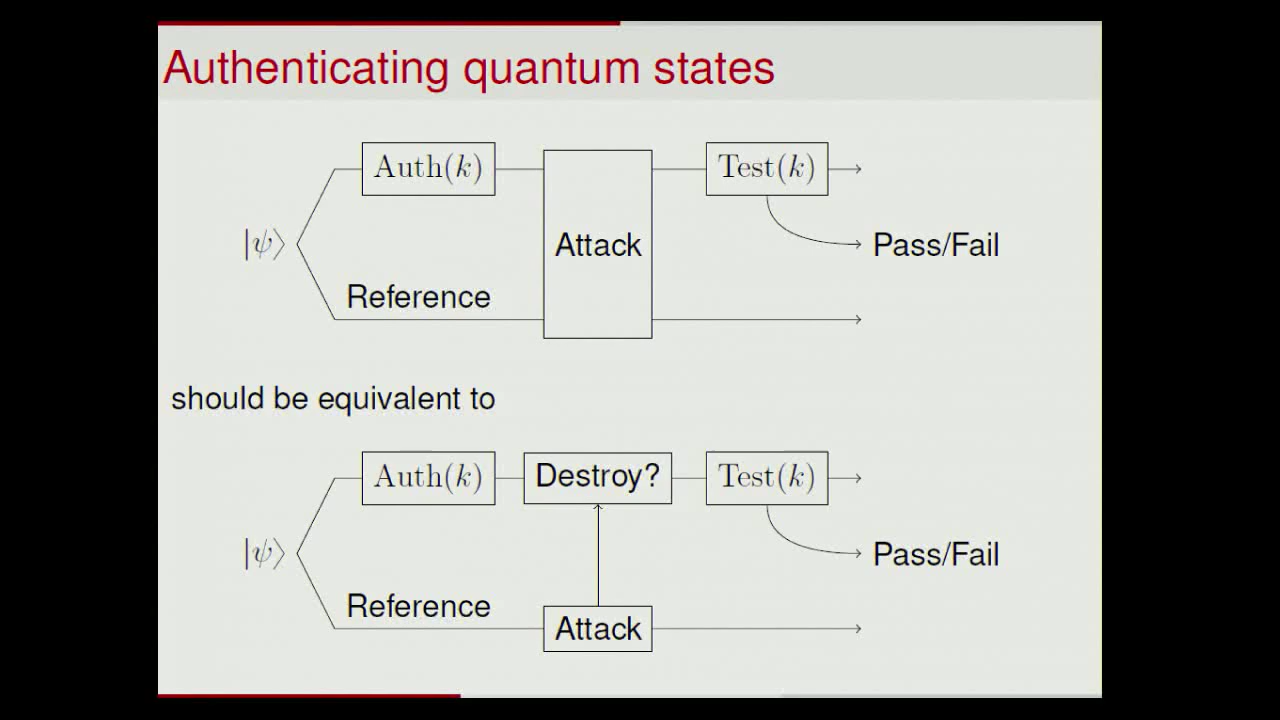 Authenticating quantum states
Auth(k)
Test(k)
|ψ⟩
Attack
Pass/Fail
Reference
should be equivalent to
Auth(k)
Destroy?
Test(k)
|ψ⟩
Pass/Fail
Reference
Attack